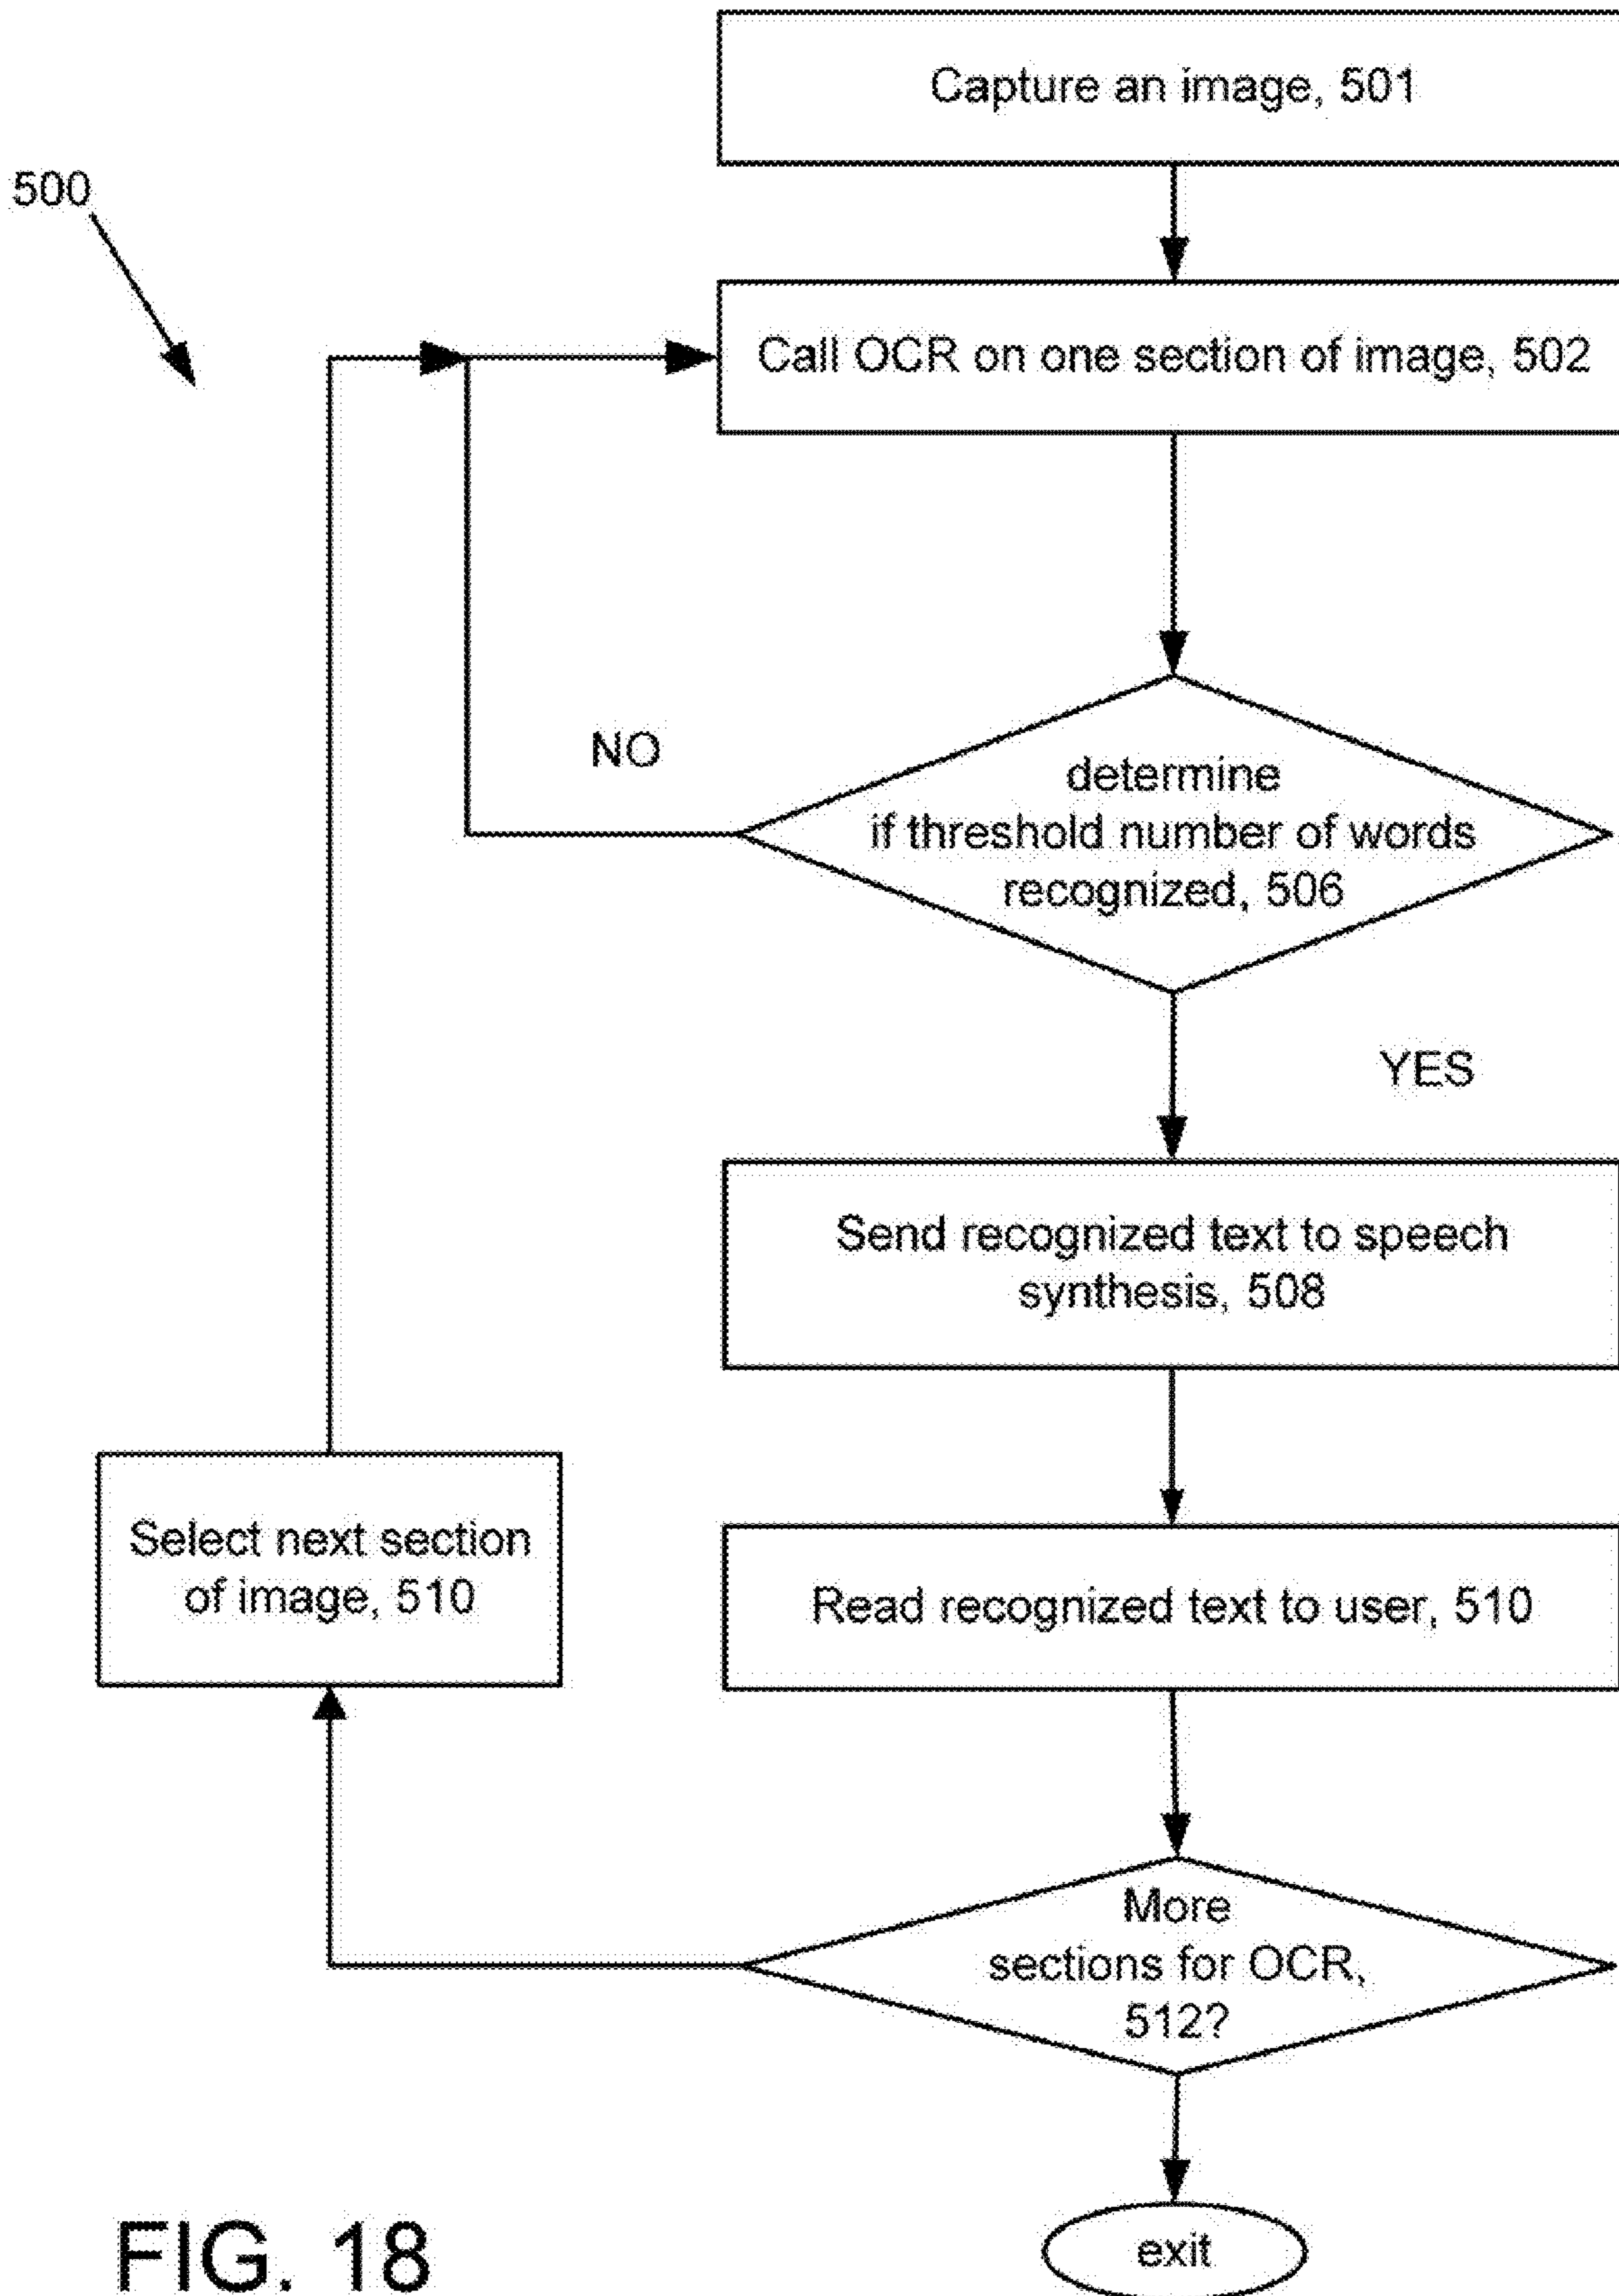 Capture an image, 501
500
Call OCR on one section of image, 502
NO
determine
if threshold number of words
recognized, 506
YES
Send recognized text to speech
synthesis, 508
Select next section
of image, 510
Read recognized text to user, 510
More
sections for OCR,
512?
exit
FIG. 18